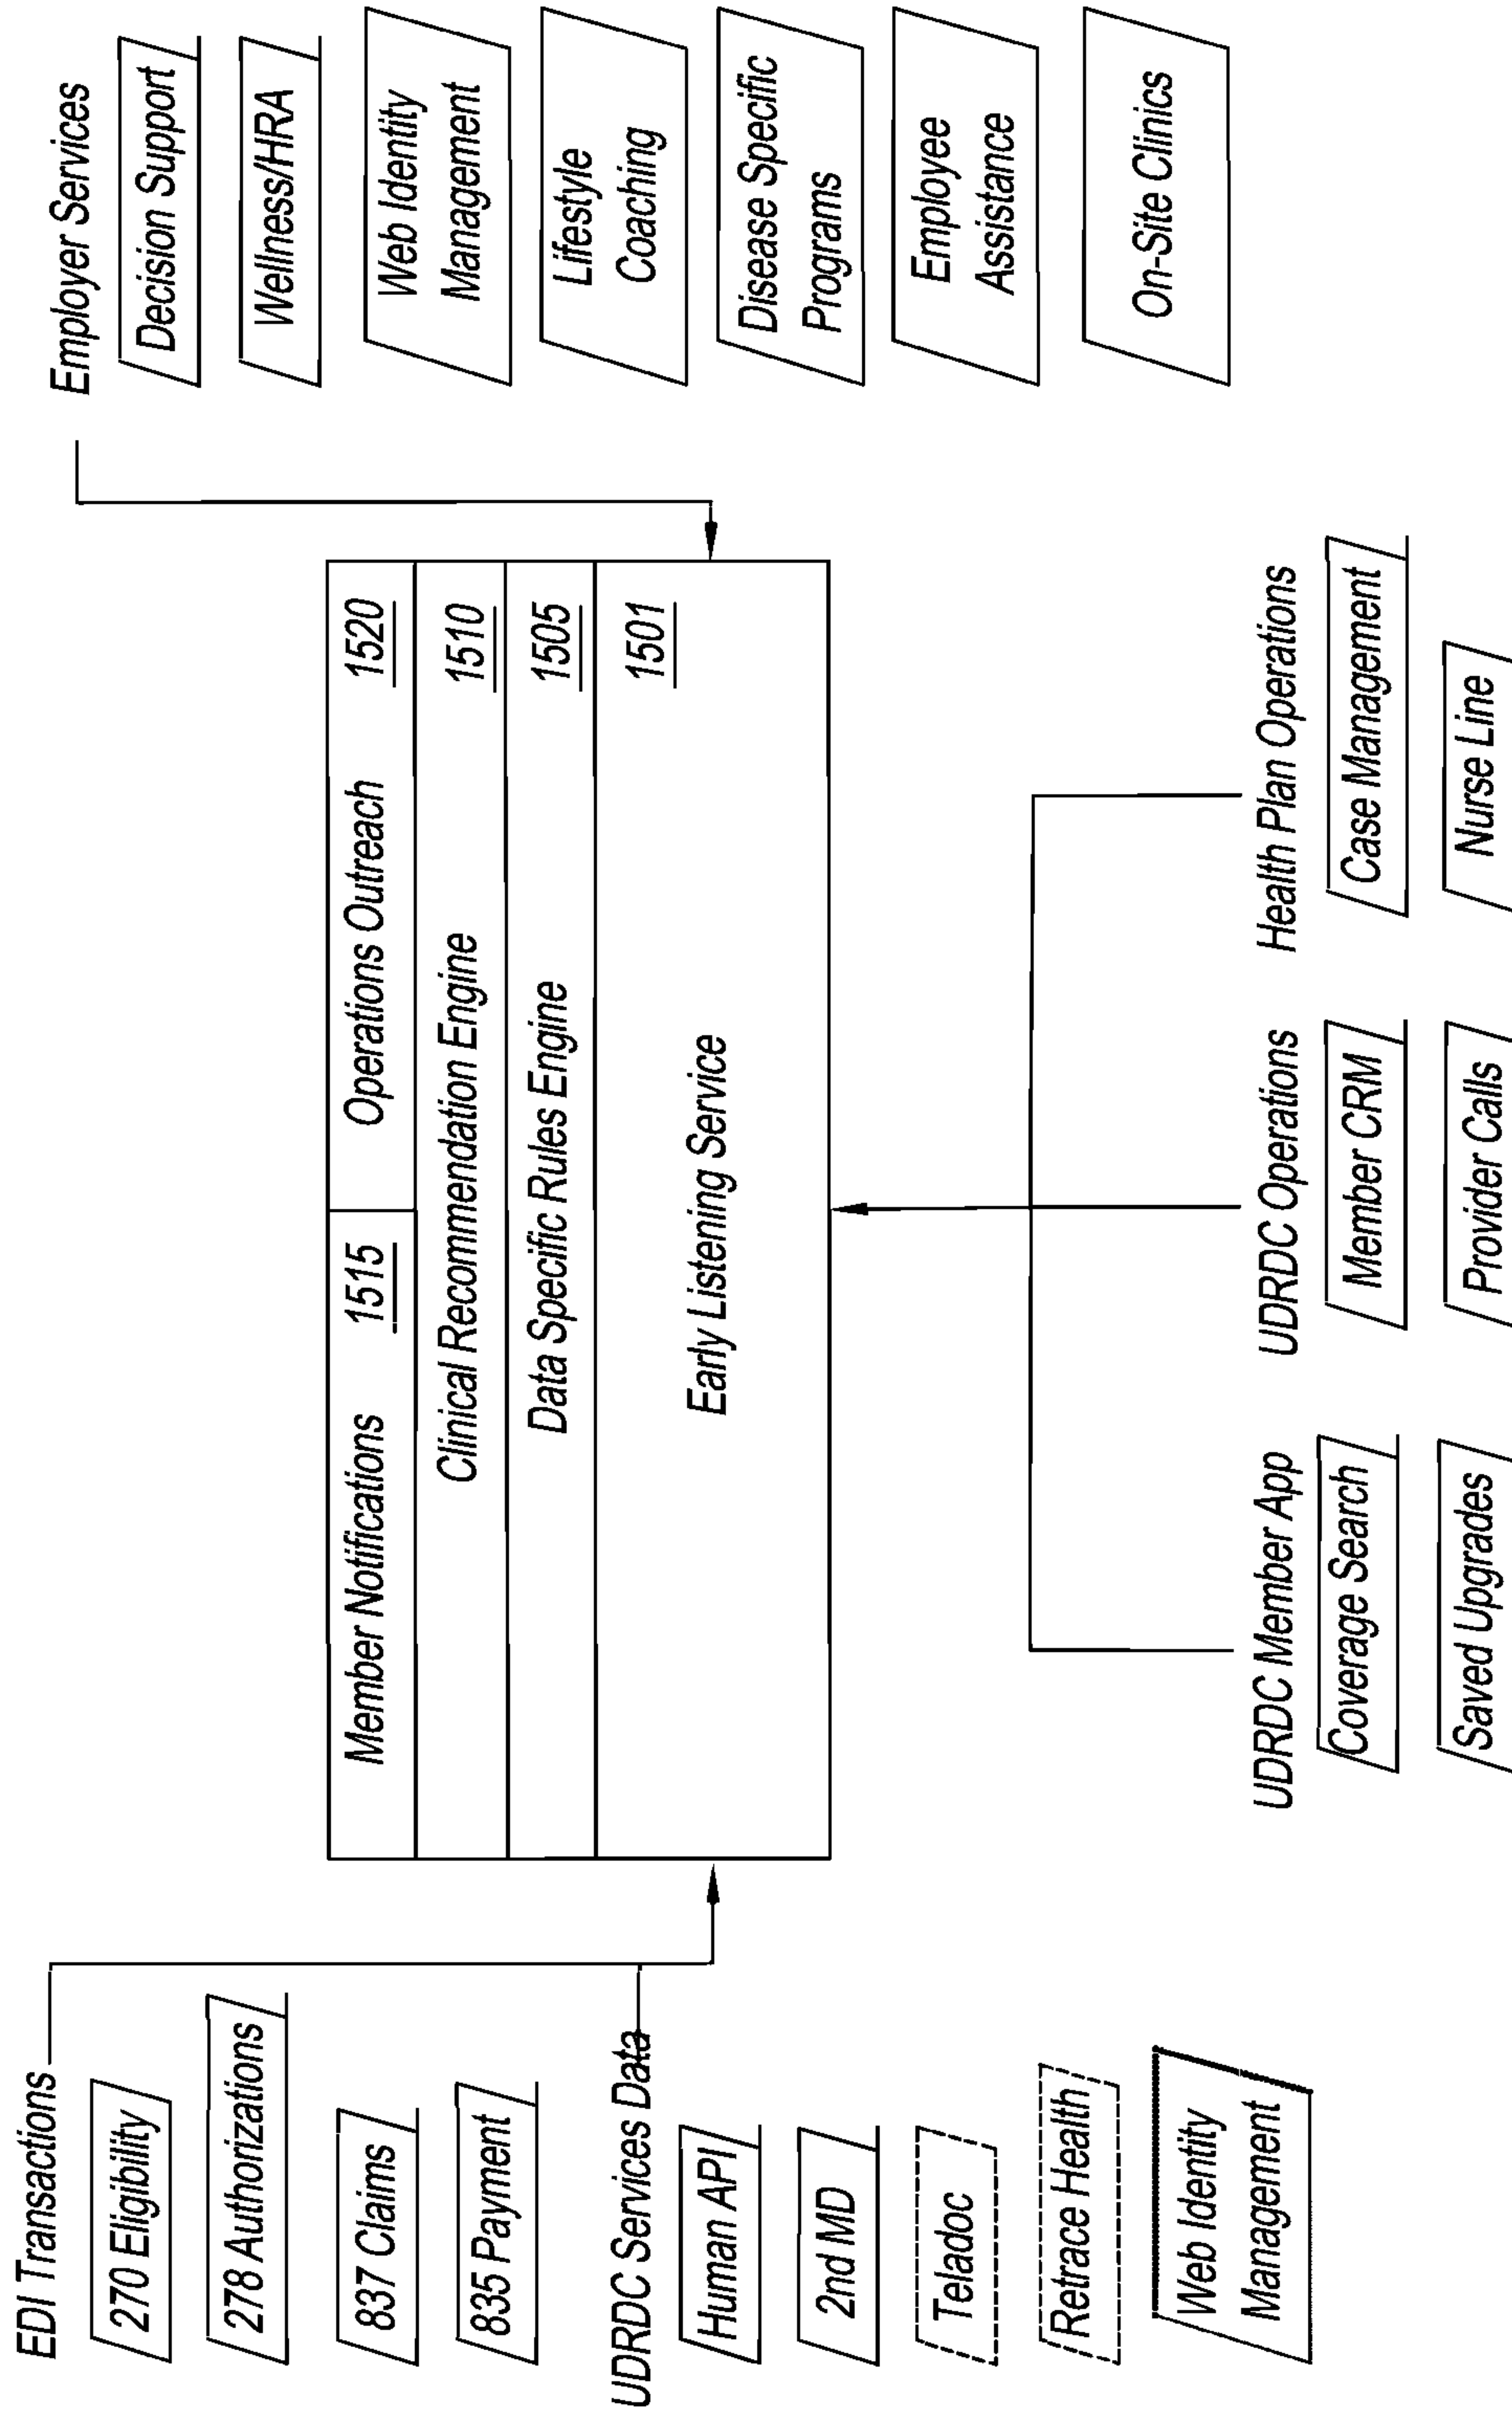 EDI Transactions
270 Eligibility
278 Authorizations
837 Claims
835 Payment
UDRDC Services Data
Human API
2nd MD
Teladoc
Retrace Health
Web Identity
Management
Member Notifications 1515
Operations Outreach 1520
Clinical Recommendation Engine 1510
Data Specific Rules Engine 1505
1501
Early Listening Service
UDRDC Member App
Coverage Search
Saved Upgrades
UDRDC Operations
Member CRM
Provider Calls
Health Plan Operations
Case Management
Nurse Line
Employer Services
Decision Support
Wellness/HRA
Web Identity
Management
Lifestyle
Coaching
Disease Specific
Programs
Employee
Assistance
On-Site Clinics